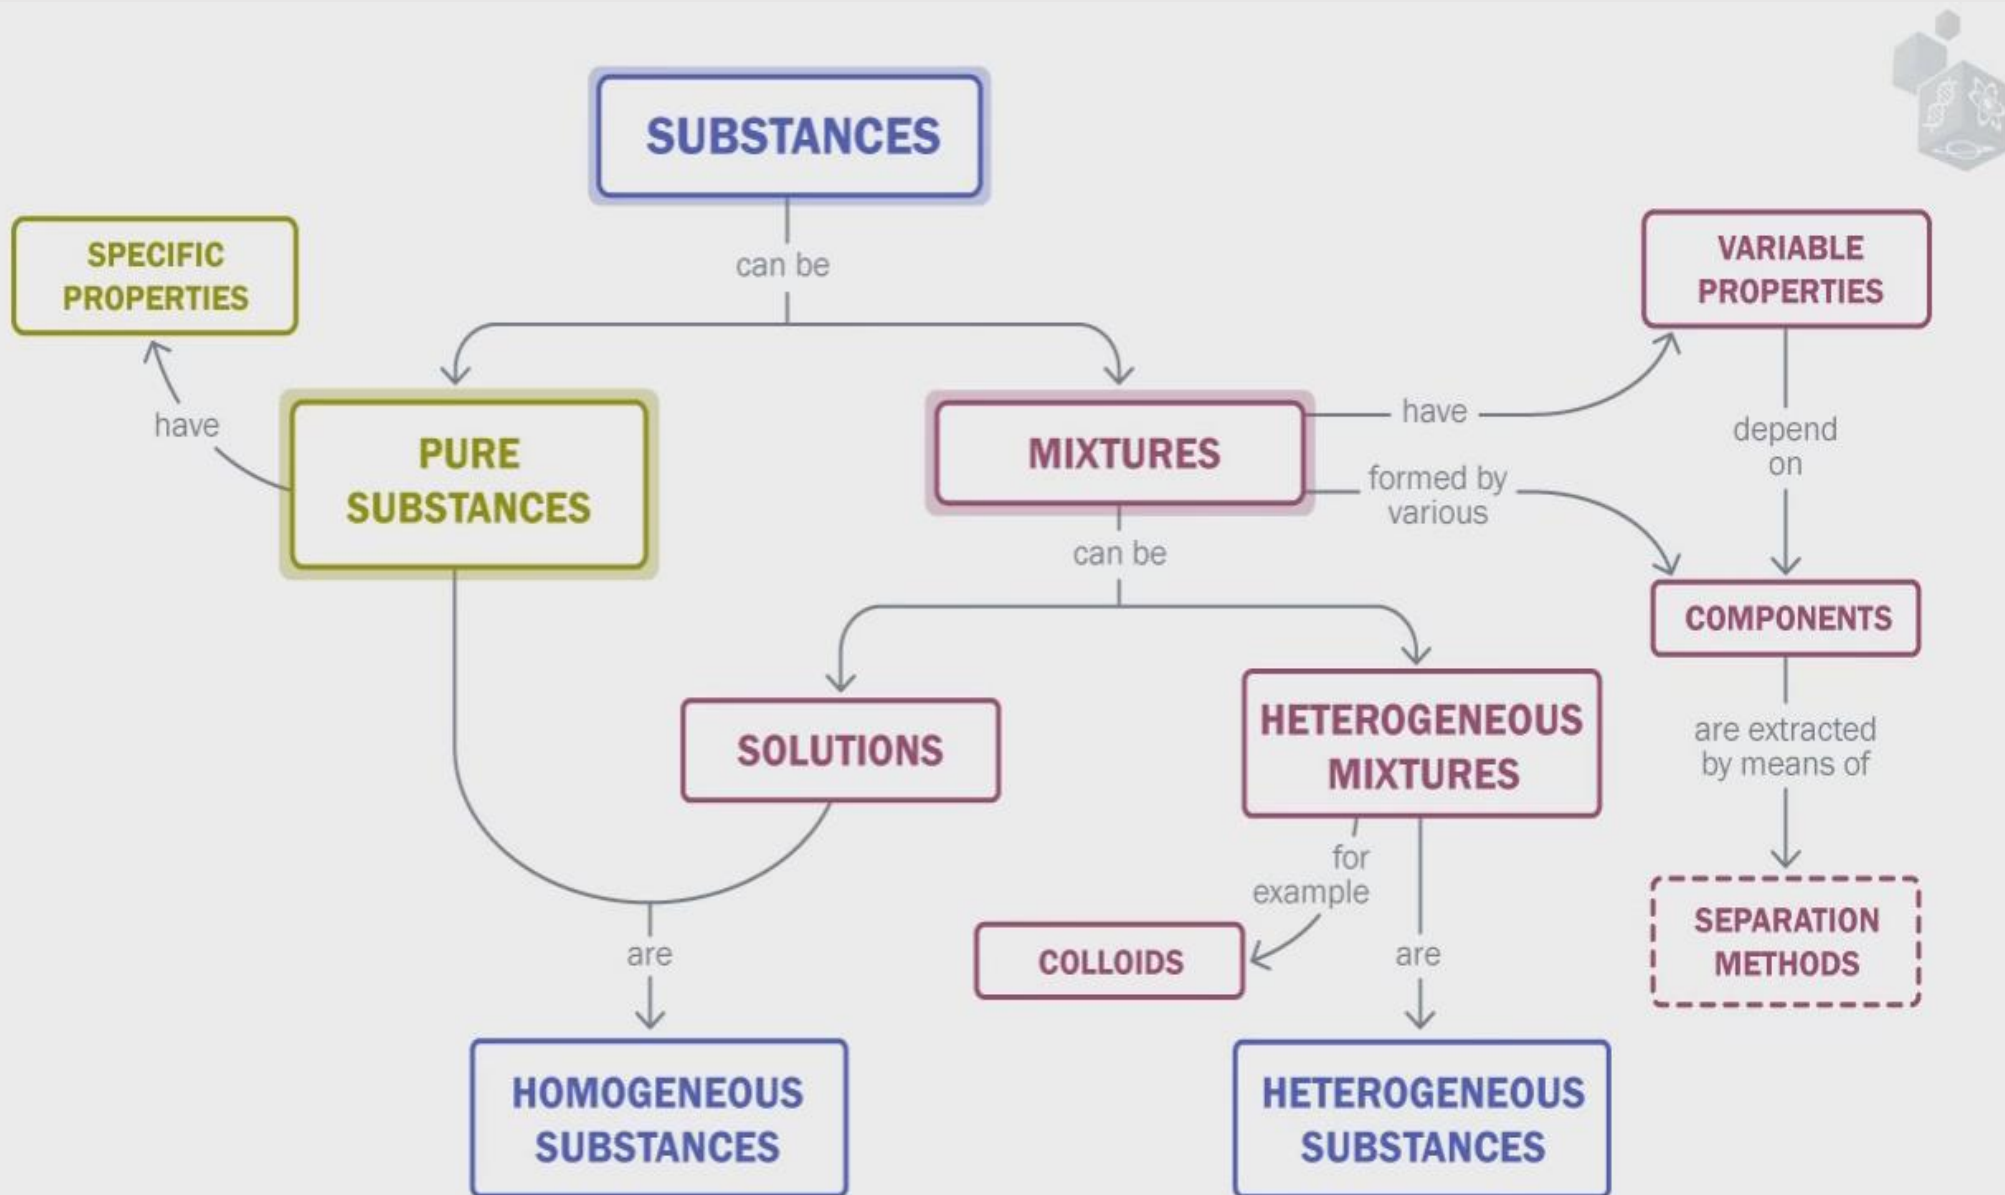 SUBSTANCES
can be
SPECIFIC
PROPERTIES
have
PURE
SUBSTANCES
MIXTURES
have
VARIABLE
PROPERTIES
depend
on
formed by
various
COMPONENTS
are extracted
by means of
SEPARATION
METHODS
can be
SOLUTIONS
HETEROGENEOUS
MIXTURES
for
example
COLLOIDS
are
HOMOGENEOUS
SUBSTANCES
are
HETEROGENEOUS
SUBSTANCES